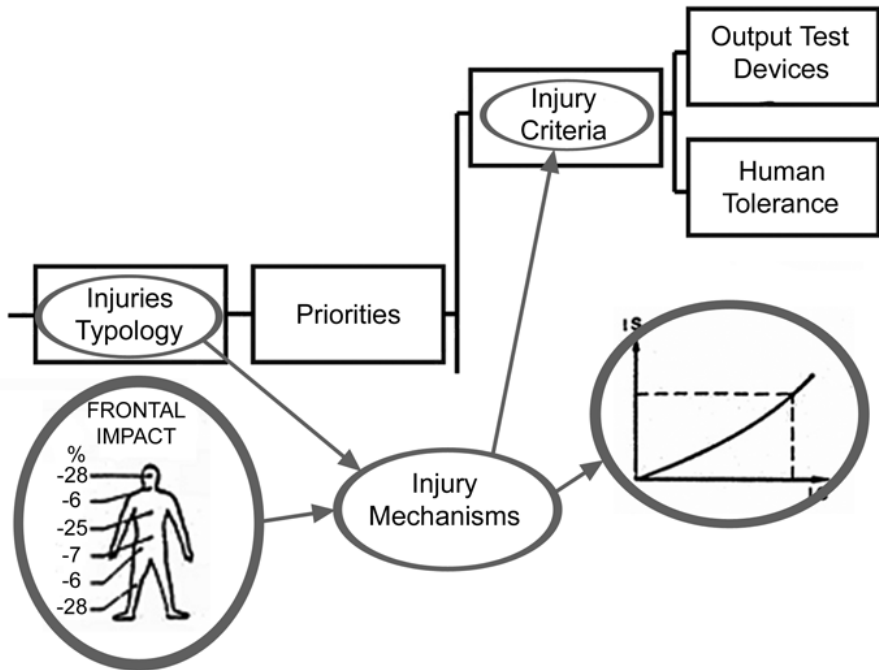 Output Test
Devices
Injury
Criteria
Human
Tolerance
Injuries
Typology
Priorities
IS
FRONTAL
IMPACT
%
-28
-6
-25
-7
-6
-28
Injury
Mechanisms